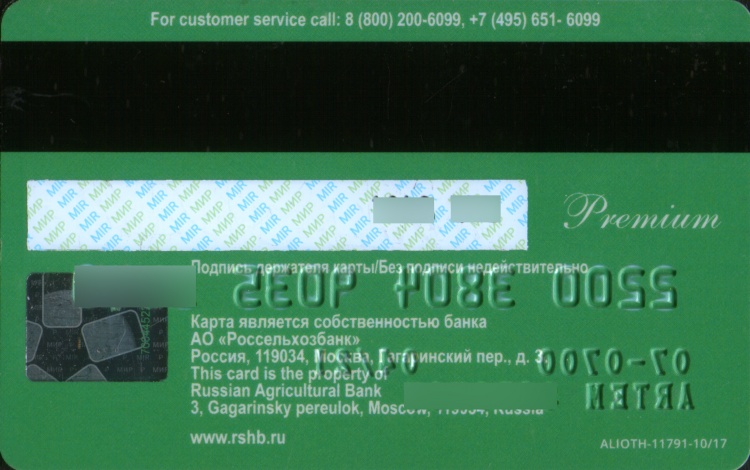 For customer service call: 8 (800) 200-6099, +7 (495) 651- 6099
MIR МИР
Premium
Подпись держателя карты/Без подписи недействительно
Карта является собственностью банка
АО «Россельхозбанк»
Россия, 119034, Москва, Гагаринский пер., д. 3
This card is the property of
Russian Agricultural Bank
3, Gagarinsky pereulok, Moscow, 119034, Russia
www.rshb.ru
ALIOTH-11791-10/17